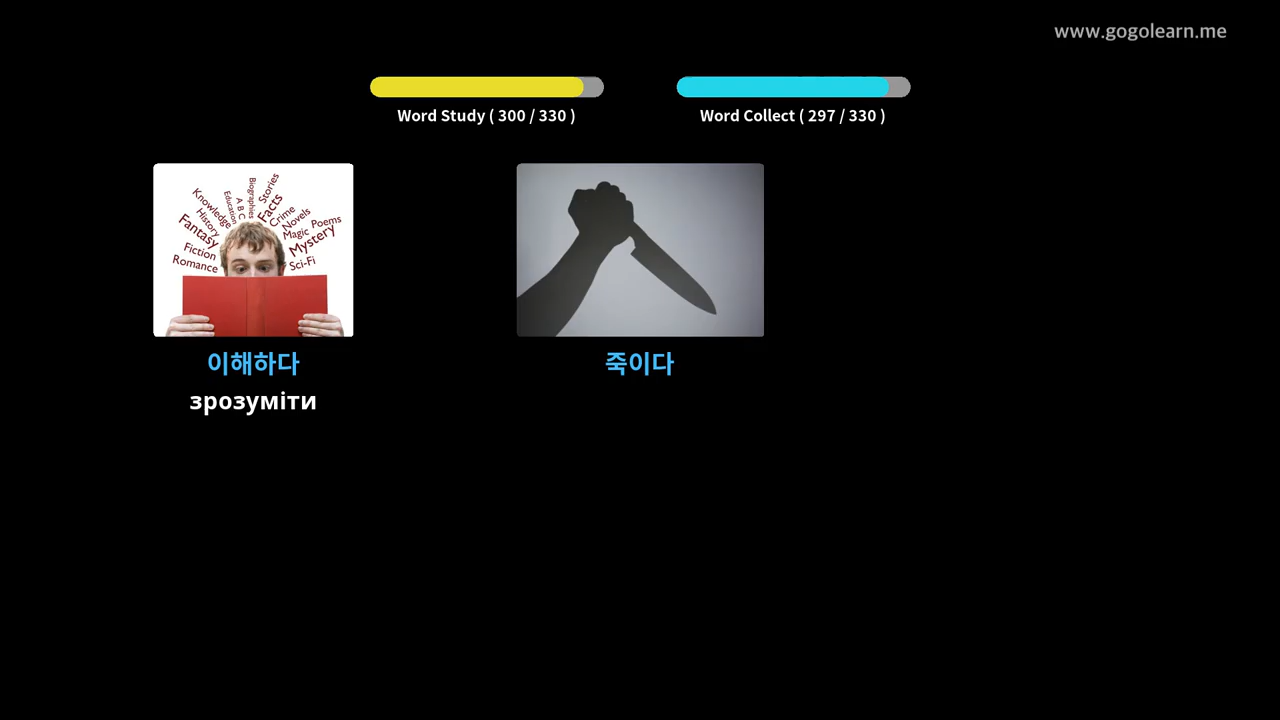 www.gogolearn.me
Word Study ( 300 / 330 )
Word Collect ( 297 / 330 )
Stories
Biographies
Knowledge
Education
A B C
Facts
History
Crime
Novels
Fantasy
Magic
Poems
Mystery
Fiction
Romance
Sci-Fi
이해하다
죽이다
зрозуміти